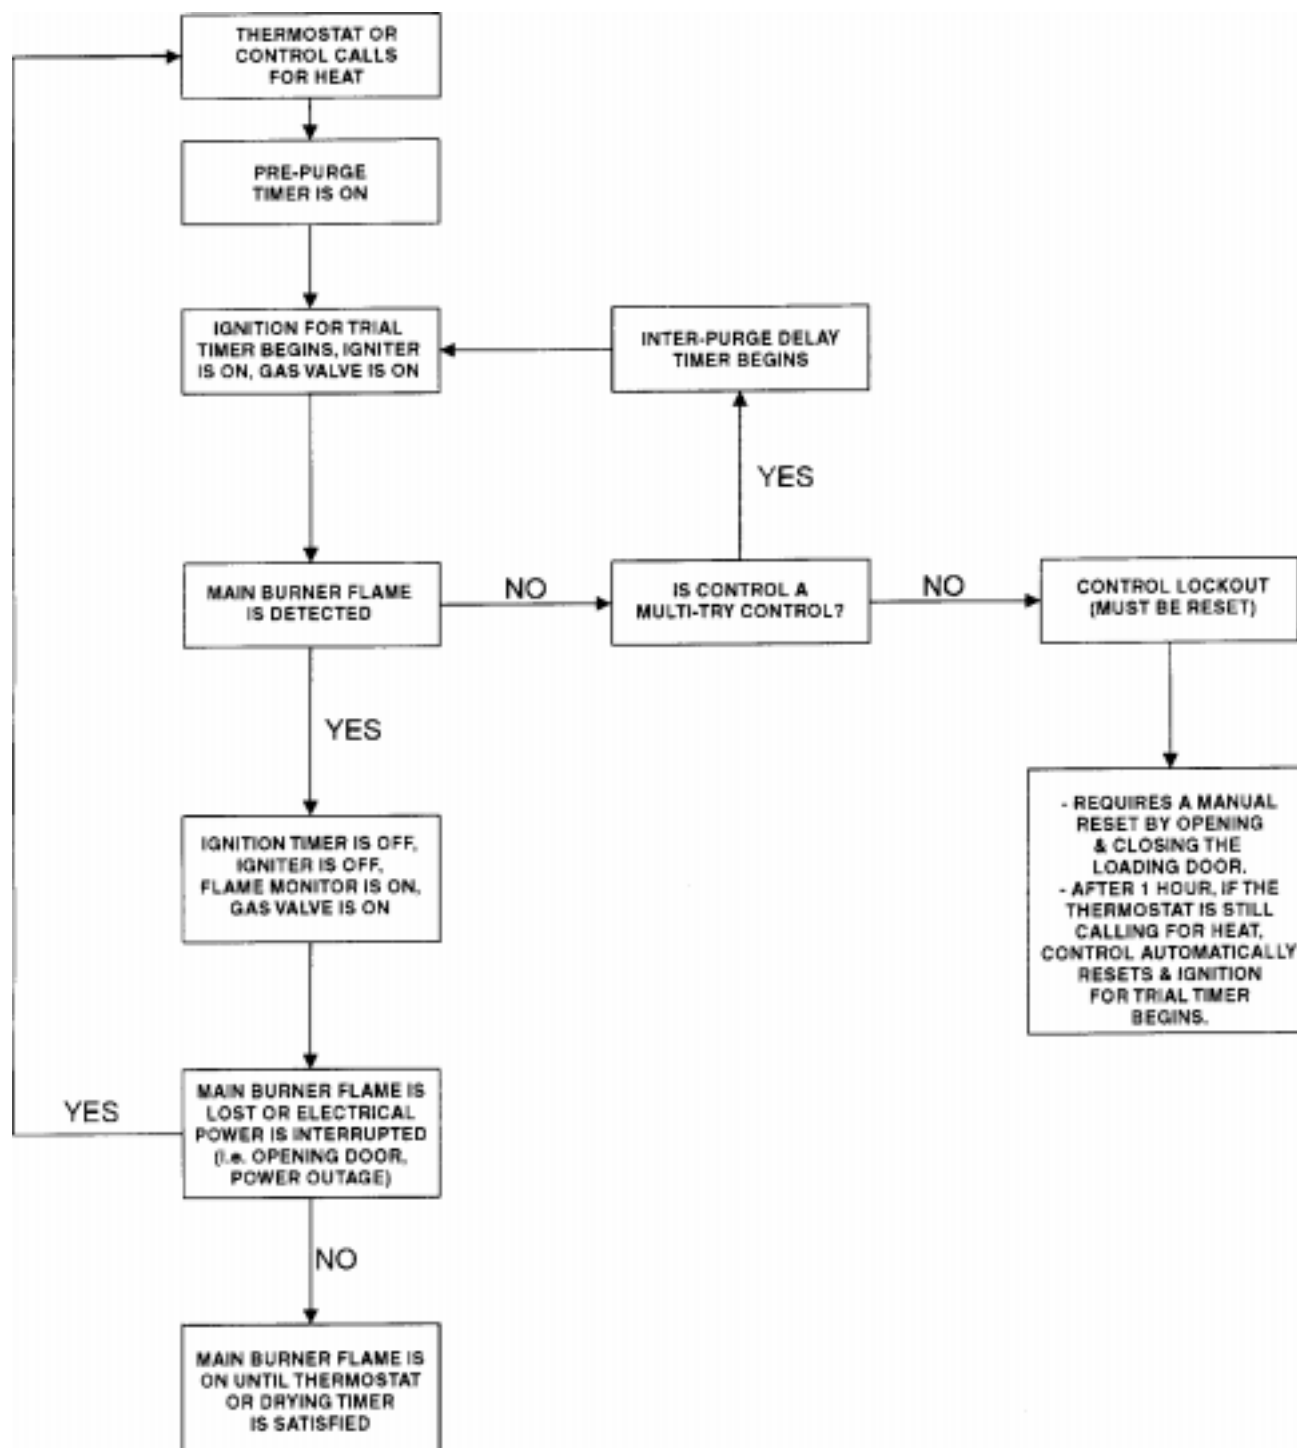 THERMOSTAT OR
CONTROL CALLS
FOR HEAT
PRE-PURGE
TIMER IS ON
IGNITION FOR TRIAL
TIMER BEGINS, IGNITER
IS ON, GAS VALVE IS ON
INTER-PURGE DELAY
TIMER BEGINS
YES
MAIN BURNER FLAME
IS DETECTED
NO
IS CONTROL A
MULTI-TRY CONTROL?
NO
CONTROL LOCKOUT
(MUST BE RESET)
YES
- REQUIRES A MANUAL
RESET BY OPENING
& CLOSING THE
LOADING DOOR.
- AFTER 1 HOUR, IF THE
THERMOSTAT IS STILL
CALLING FOR HEAT,
CONTROL AUTOMATICALLY
RESETS & IGNITION
FOR TRIAL TIMER
BEGINS.
IGNITION TIMER IS OFF,
IGNITER IS OFF,
FLAME MONITOR IS ON,
GAS VALVE IS ON
YES
MAIN BURNER FLAME IS
LOST OR ELECTRICAL
POWER IS INTERRUPTED
(i.e. OPENING DOOR,
POWER OUTAGE)
NO
MAIN BURNER FLAME IS
ON UNTIL THERMOSTAT
OR DRYING TIMER
IS SATISFIED